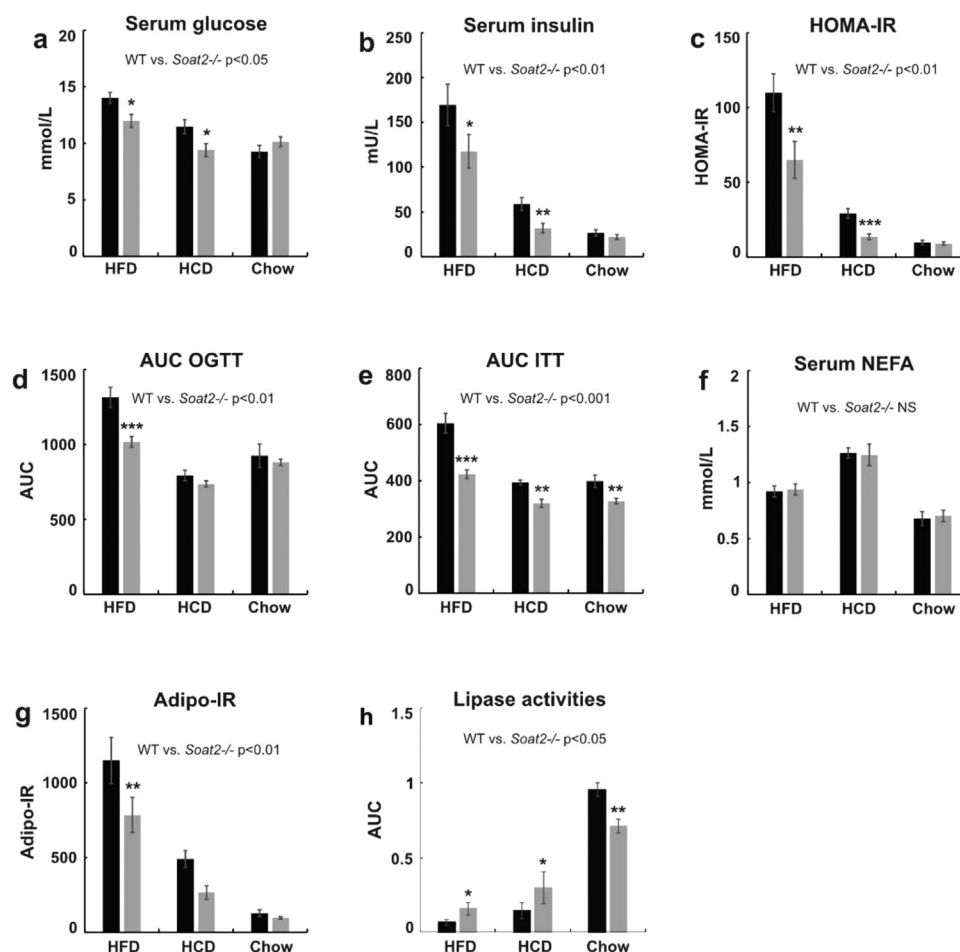 a
Serum glucose
WT vs. Soat2-/- p<0.05
mmol/L
20
15
10
5
0
*
*
HFD HCD Chow
b
Serum insulin
WT vs. Soat2-/- p<0.01
mU/L
250
200
150
100
50
0
*
**
HFD HCD Chow
c
HOMA-IR
WT vs. Soat2-/- p<0.01
HOMA-IR
150
100
50
0
**
***
HFD HCD Chow
d
AUC OGTT
WT vs. Soat2-/- p<0.01
AUC
1500
1000
500
0
***
HFD HCD Chow
e
AUC ITT
WT vs. Soat2-/- p<0.001
AUC
800
600
400
200
0
***
**
**
HFD HCD Chow
f
Serum NEFA
WT vs. Soat2-/- NS
mmol/L
2
1.5
1
0.5
0
HFD HCD Chow
g
Adipo-IR
WT vs. Soat2-/- p<0.01
Adipo-IR
1500
1000
500
0
**
HFD HCD Chow
h
Lipase activities
WT vs. Soat2-/- p<0.05
AUC
1.5
1
0.5
0
*
*
**
HFD HCD Chow